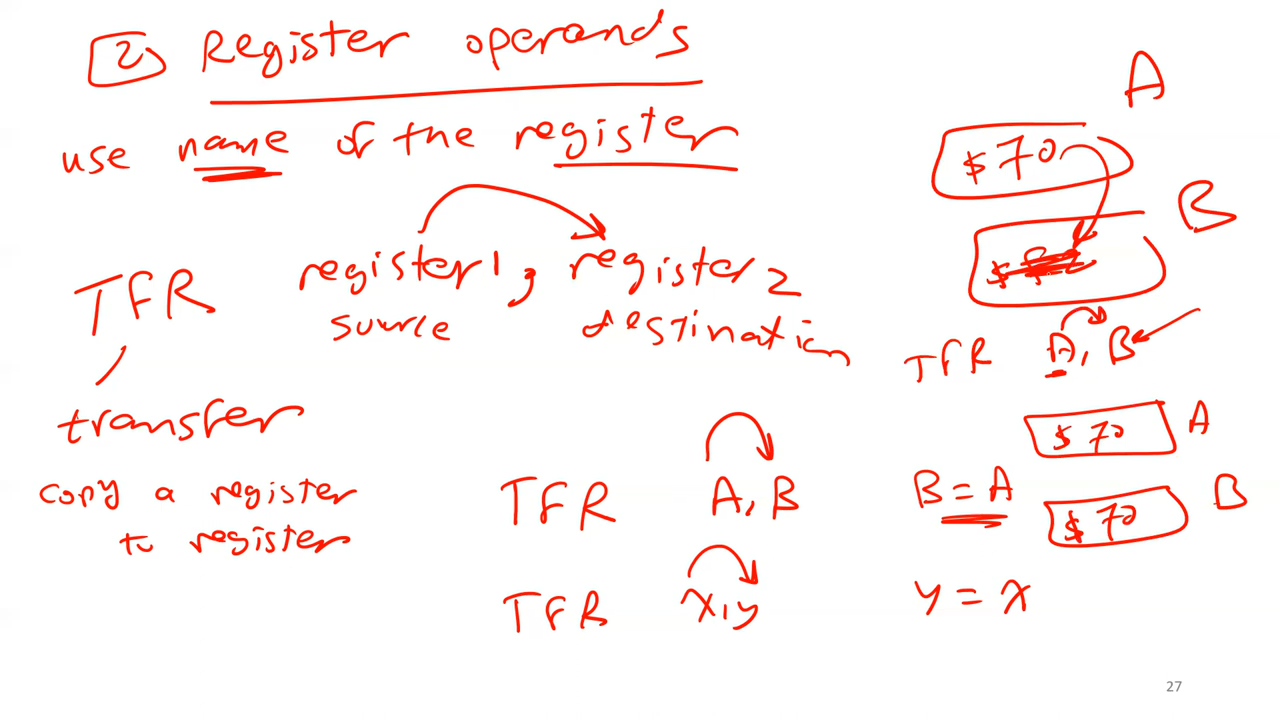 2 Register operands
use name of the register
TFR register1, register2
source destination
transfer
copy a register
to register
TFR A, B
TFR x, y
A
$70
B
$
TFR A, B
$70 A
B = A
$70 B
y = x
27